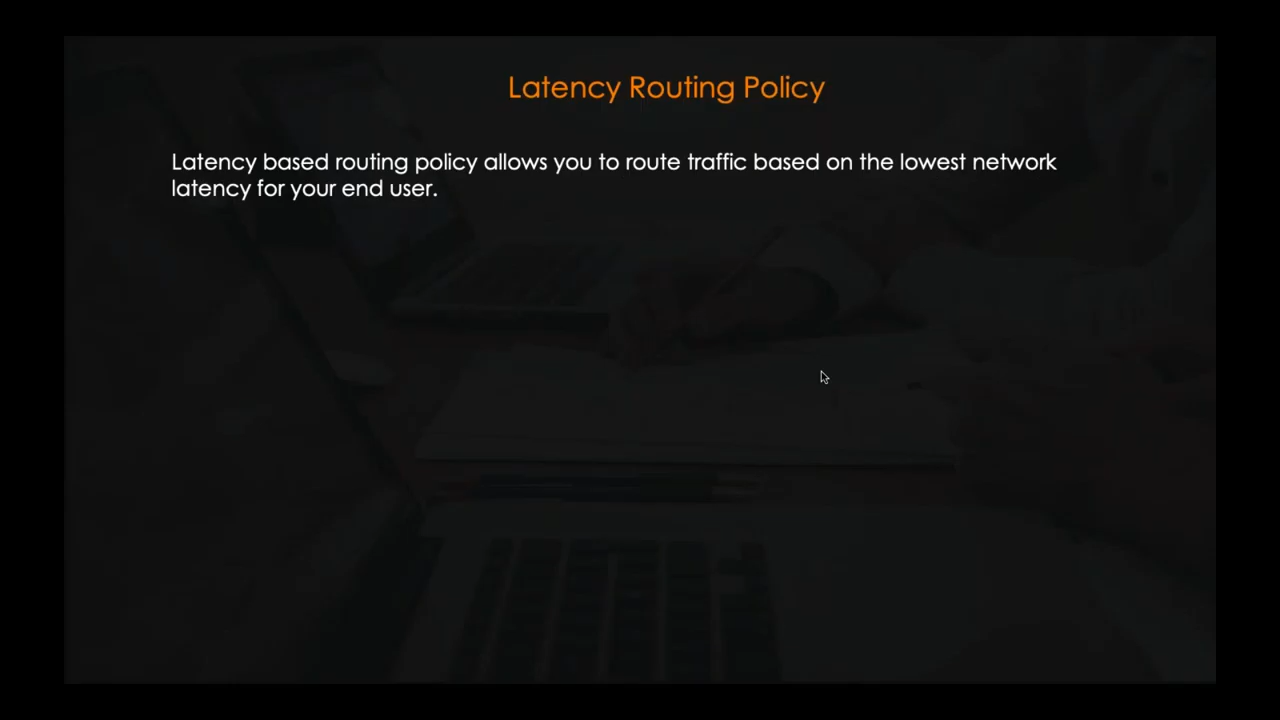 Latency Routing Policy
Latency based routing policy allows you to route traffic based on the lowest network
latency for your end user.